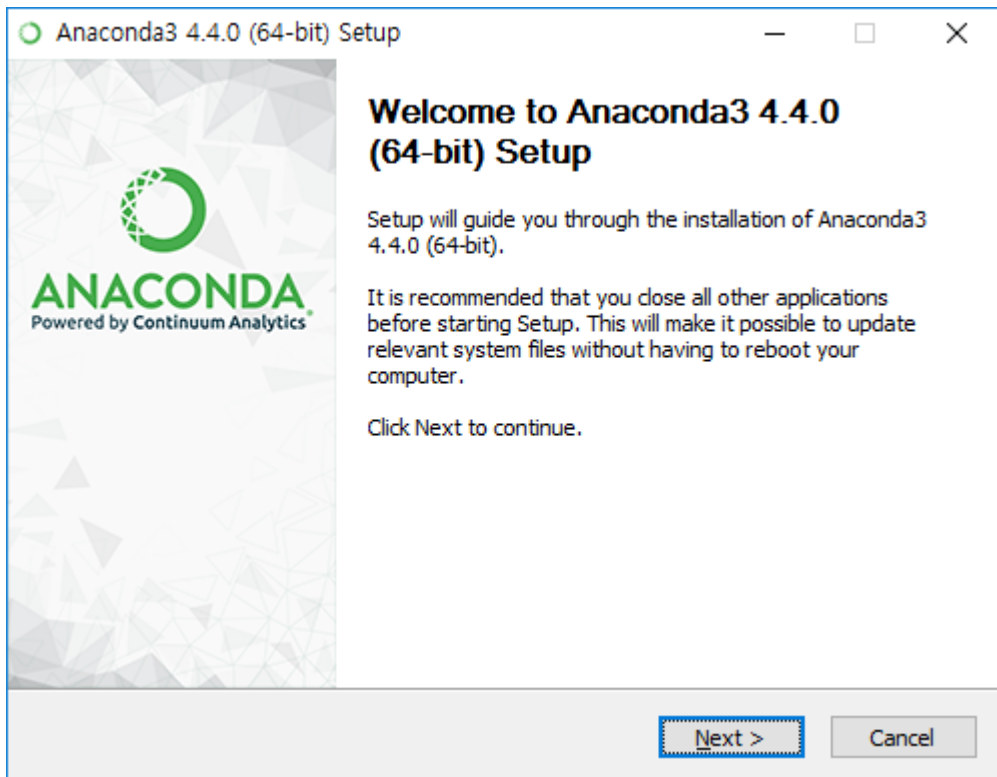 Anaconda3 4.4.0 (64-bit) Setup
Welcome to Anaconda3 4.4.0
(64-bit) Setup
Setup will guide you through the installation of Anaconda3
4.4.0 (64-bit).
It is recommended that you close all other applications
before starting Setup. This will make it possible to update
relevant system files without having to reboot your
computer.
Click Next to continue.
ANACONDA
Powered by Continuum Analytics
Next >
Cancel